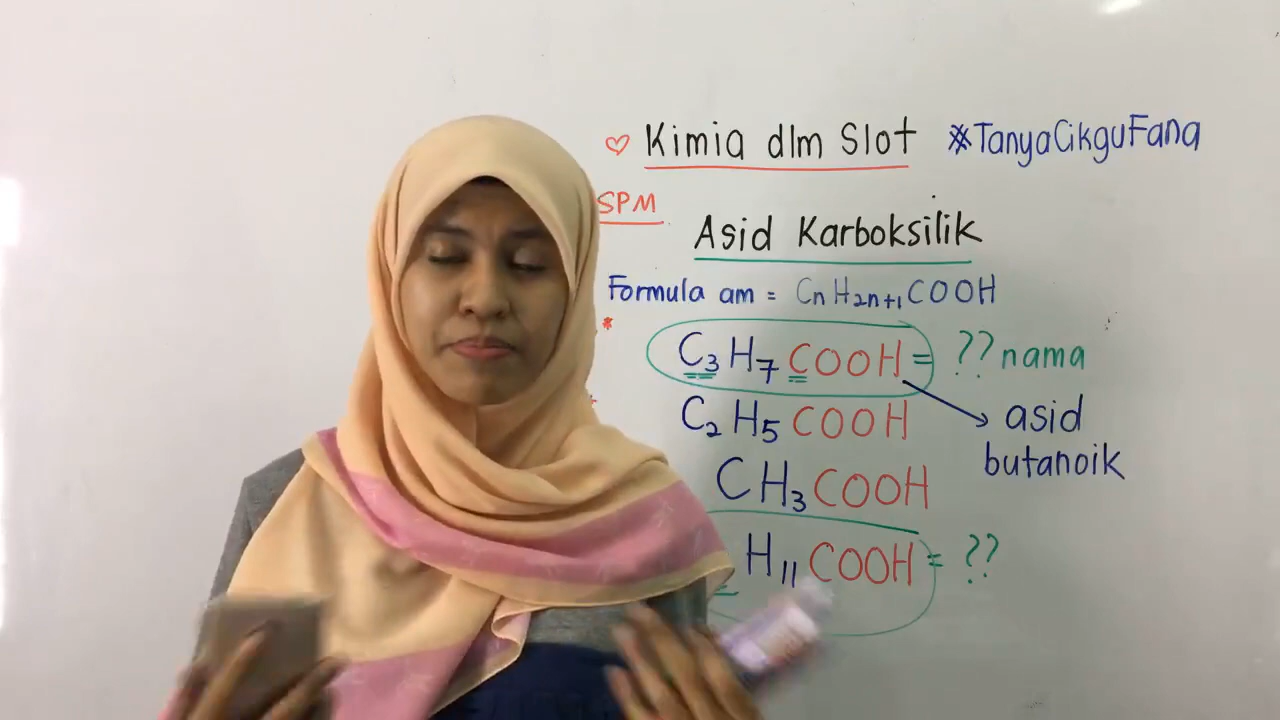 ♡ Kimia dlm Slot #TanyaCikguFana
SPM
Asid Karboksilik
Formula am = CnH2n+1COOH
* C3H7COOH = ?? nama
C2H5COOH → asid
butanoik
CH3COOH
H11COOH = ??